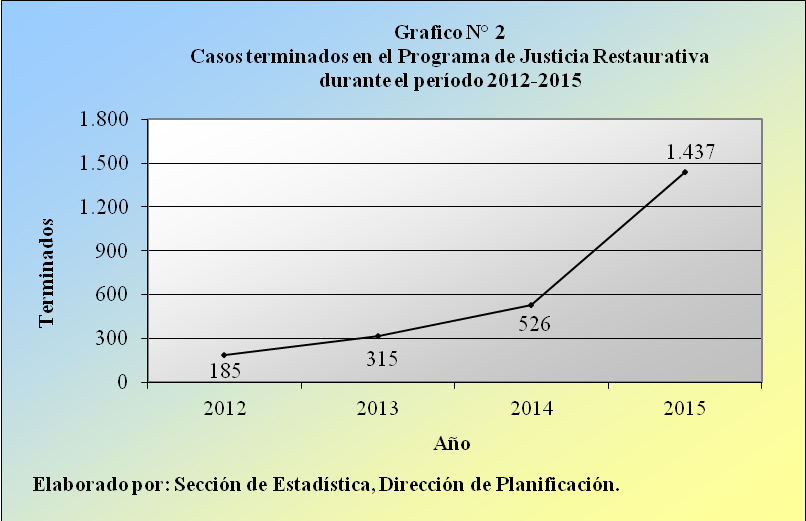 Grafico N° 2
Casos terminados en el Programa de Justicia Restaurativa
durante el período 2012-2015
1.800
1.500
1.200
900
600
300
0
Terminados
185
315
526
1.437
2012
2013
2014
2015
Año
Elaborado por: Sección de Estadística, Dirección de Planificación.